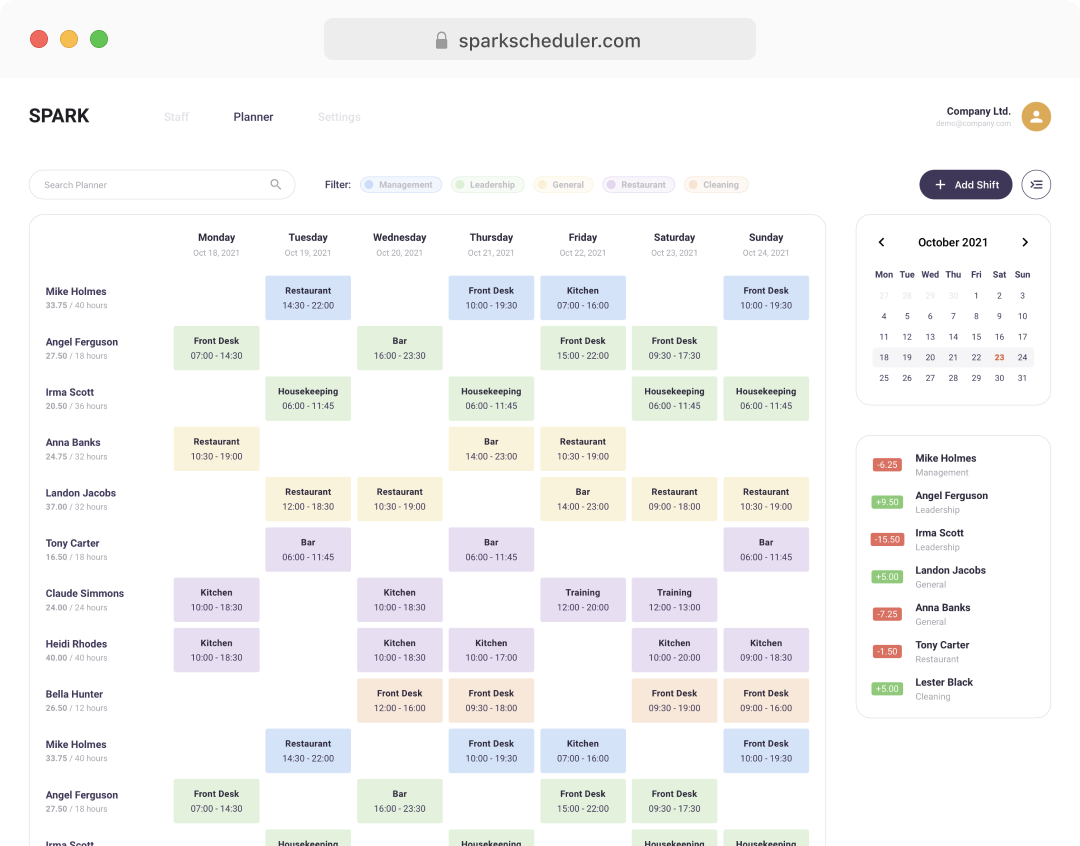 sparkscheduler.com
SPARK
Staff Planner Settings
Company Ltd.
demo@company.com
Search Planner
Filter: Management Leadership General Restaurant Cleaning
+ Add Shift
Monday Tuesday Wednesday Thursday Friday Saturday Sunday
Oct 18, 2021 Oct 19, 2021 Oct 20, 2021 Oct 21, 2021 Oct 22, 2021 Oct 23, 2021 Oct 24, 2021
Mike Holmes Restaurant Front Desk Kitchen Front Desk
33.75 / 40 hours 14:30 - 22:00 10:00 - 19:30 07:00 - 16:00 10:00 - 19:30
Angel Ferguson Front Desk Bar Front Desk Front Desk
27.50 / 18 hours 07:00 - 14:30 16:00 - 23:30 15:00 - 22:00 09:30 - 17:30
Irma Scott Housekeeping Housekeeping Housekeeping Housekeeping
20.50 / 36 hours 06:00 - 11:45 06:00 - 11:45 06:00 - 11:45 06:00 - 11:45
Anna Banks Restaurant Bar Restaurant
24.75 / 32 hours 10:30 - 19:00 14:00 - 23:00 10:30 - 19:00
Landon Jacobs Restaurant Restaurant Bar Restaurant Restaurant
37.00 / 32 hours 12:00 - 18:30 10:30 - 19:00 14:00 - 23:00 09:00 - 18:00 10:30 - 19:00
Tony Carter Bar Bar Bar
16.50 / 18 hours 06:00 - 11:45 06:00 - 11:45 06:00 - 11:45
Claude Simmons Kitchen Kitchen Training Training
24.00 / 24 hours 10:00 - 18:30 10:00 - 18:30 12:00 - 20:00 12:00 - 13:00
Heidi Rhodes Kitchen Kitchen Kitchen Kitchen Kitchen
40.00 / 40 hours 10:00 - 18:30 10:00 - 18:30 10:00 - 17:00 10:00 - 20:00 09:00 - 18:30
Bella Hunter Front Desk Front Desk Front Desk Front Desk
26.50 / 12 hours 12:00 - 16:00 09:30 - 18:00 09:30 - 19:00 09:00 - 16:00
Mike Holmes Restaurant Front Desk Kitchen Front Desk
33.75 / 40 hours 14:30 - 22:00 10:00 - 19:30 07:00 - 16:00 10:00 - 19:30
Angel Ferguson Front Desk Bar Front Desk Front Desk
27.50 / 18 hours 07:00 - 14:30 16:00 - 23:30 15:00 - 22:00 09:30 - 17:30
Irma Scott Housekeeping Housekeeping Housekeeping Housekeeping
October 2021
Mon Tue Wed Thu Fri Sat Sun
27 28 29 30 1 2 3
4 5 6 7 8 9 10
11 12 13 14 15 16 17
18 19 20 21 22 23 24
25 26 27 28 29 30 31
-6.25 Mike Holmes
Management
+9.50 Angel Ferguson
Leadership
-15.50 Irma Scott
Leadership
+5.00 Landon Jacobs
General
-7.25 Anna Banks
General
-1.50 Tony Carter
Restaurant
+5.00 Lester Black
Cleaning